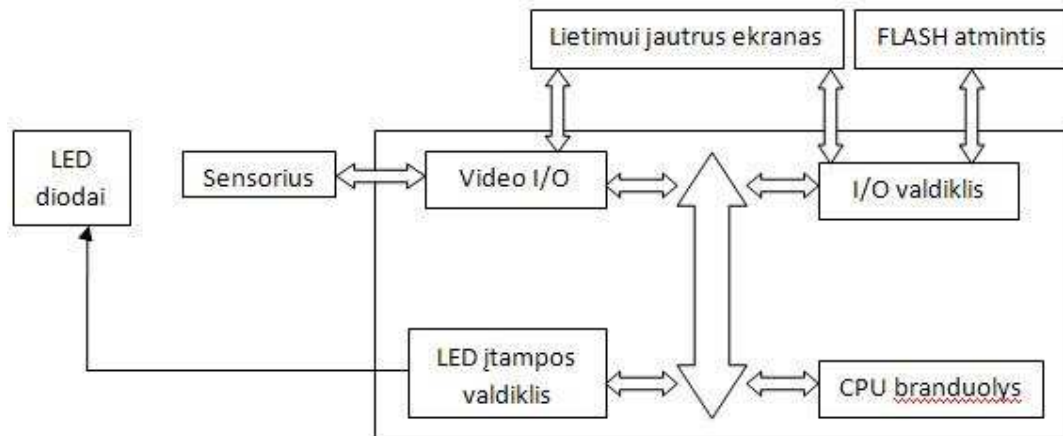 Lietimui jautrus ekranas
FLASH atmintis
LED
diodai
Sensorius
Video I/O
I/O valdiklis
LED įtampos
valdiklis
CPU branduolys